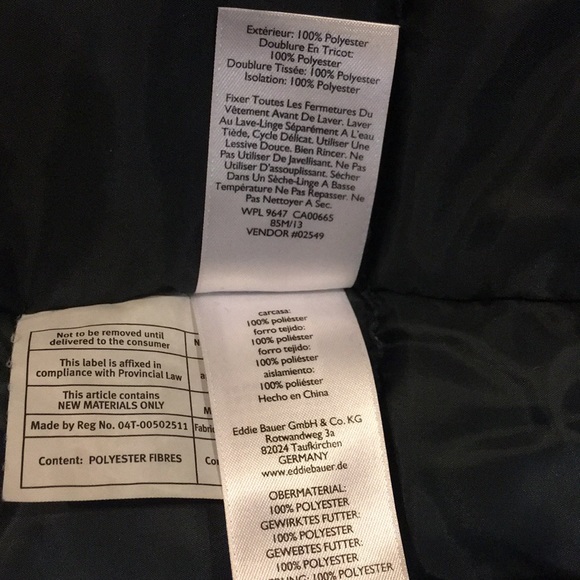 Extérieur: 100% Polyester
Doublure En Tricot:
100% Polyester
Doublure Tissée: 100% Polyester
Isolation: 100% Polyester
Fixer Toutes Les Fermetures Du
Vêtement Avant De Laver. Laver
Au Lave-Linge Séparément A L'eau
Tiède, Cycle Délicat. Utiliser Une
Lessive Douce. Bien Rincer. Ne
Pas Utiliser De Javellisant. Ne Pas
Utiliser D'assouplissant. Sécher
Dans Un Sèche-Linge A Basse
Température Ne Pas Repasser. Ne
Pas Nettoyer A Sec.
WPL 9647 CA00665
85M/13
VENDOR #02549
Not to be removed until
delivered to the consumer
This label is affixed in
compliance with Provincial Law
This article contains
NEW MATERIALS ONLY
Made by Reg No. 04T-00502511
Content: POLYESTER FIBRES
carcasa:
100% poliéster
forro tejido:
100% poliéster
forro tejido:
100% poliéster
aislamiento:
100% poliéster
Hecho en China
Eddie Bauer GmbH & Co. KG
Rotwandweg 3a
82024 Taufkirchen
GERMANY
www.eddiebauer.de
OBERMATERIAL:
100% POLYESTER
GEWIRKTES FUTTER:
100% POLYESTER
GEWEBTES FUTTER:
100% POLYESTER
100% POLYESTER